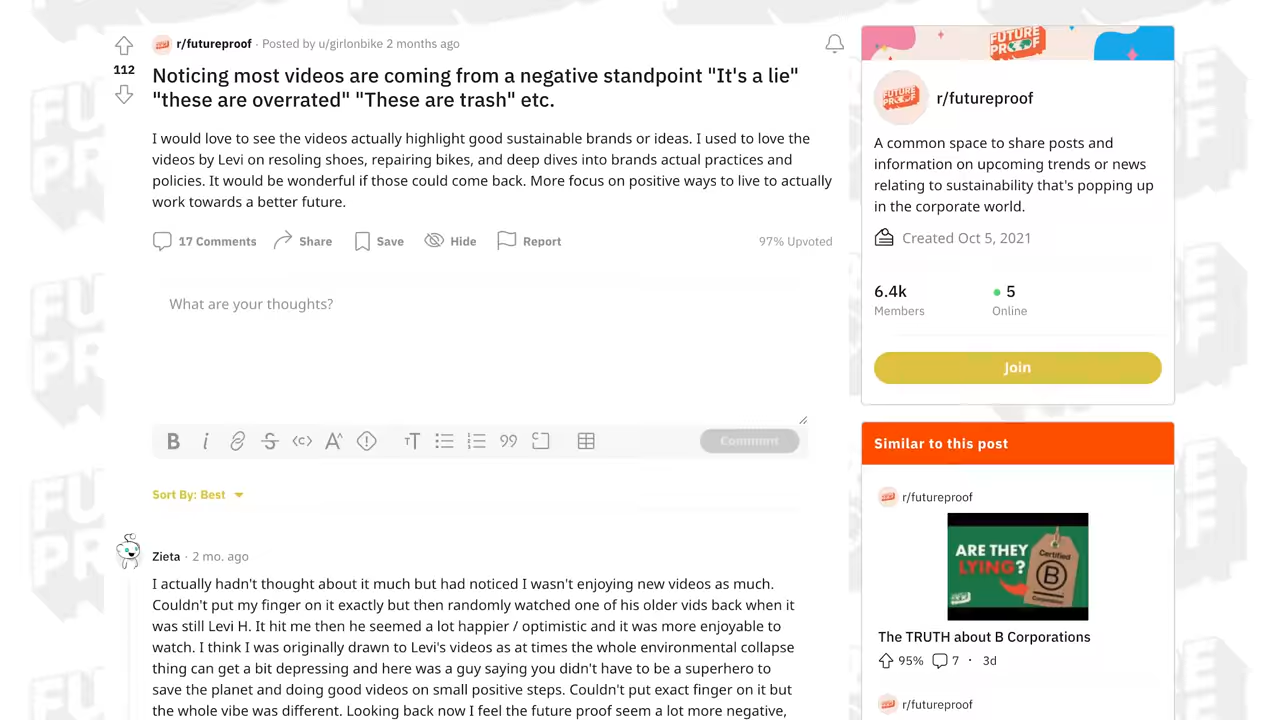 r/futureproof · Posted by u/girlonbike 2 months ago
112
Noticing most videos are coming from a negative standpoint "It's a lie"
"these are overrated" "These are trash" etc.
I would love to see the videos actually highlight good sustainable brands or ideas. I used to love the
videos by Levi on resoling shoes, repairing bikes, and deep dives into brands actual practices and
policies. It would be wonderful if those could come back. More focus on positive ways to live to actually
work towards a better future.
17 Comments Share Save Hide Report 97% Upvoted
What are your thoughts?
Comment
Sort By: Best
Zieta · 2 mo. ago
I actually hadn't thought about it much but had noticed I wasn't enjoying new videos as much.
Couldn't put my finger on it exactly but then randomly watched one of his older vids back when it
was still Levi H. It hit me then he seemed a lot happier / optimistic and it was more enjoyable to
watch. I think I was originally drawn to Levi's videos as at times the whole environmental collapse
thing can get a bit depressing and here was a guy saying you didn't have to be a superhero to
save the planet and doing good videos on small positive steps. Couldn't put exact finger on it but
the whole vibe was different. Looking back now I feel the future proof seem a lot more negative,
FUTURE
PROOF
r/futureproof
A common space to share posts and
information on upcoming trends or news
relating to sustainability that's popping up
in the corporate world.
Created Oct 5, 2021
6.4k 5
Members Online
Join
Similar to this post
r/futureproof
ARE THEY
LYING?
Certified
B
The TRUTH about B Corporations
95% 7 · 3d
r/futureproof